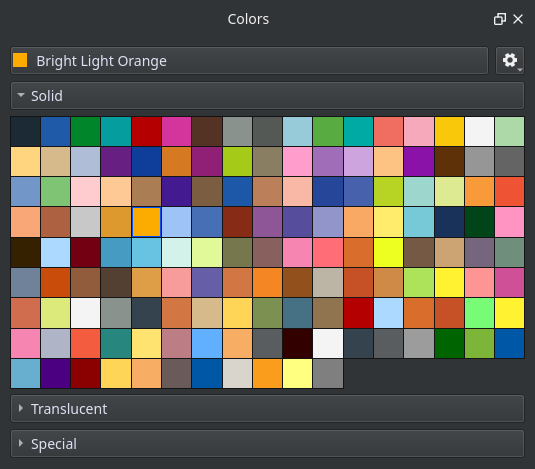 Colors
Bright Light Orange
Solid
Translucent
Special